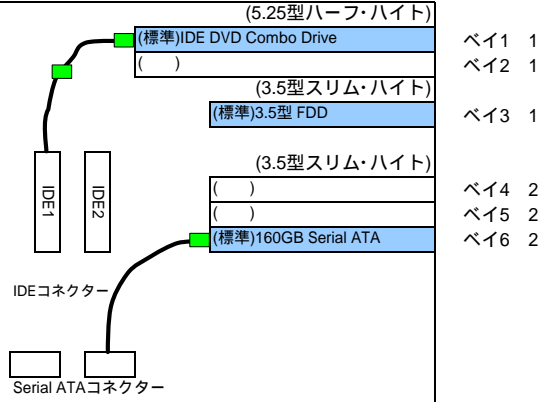 (5.25型ハーフ・ハイト)
(標準)IDE DVD Combo Drive ベイ1 1
( ) ベイ2 1
(3.5型スリム・ハイト)
(標準)3.5型 FDD ベイ3 1
(3.5型スリム・ハイト)
( ) ベイ4 2
( ) ベイ5 2
(標準)160GB Serial ATA ベイ6 2
IDE1
IDE2
IDEコネクター
Serial ATAコネクター